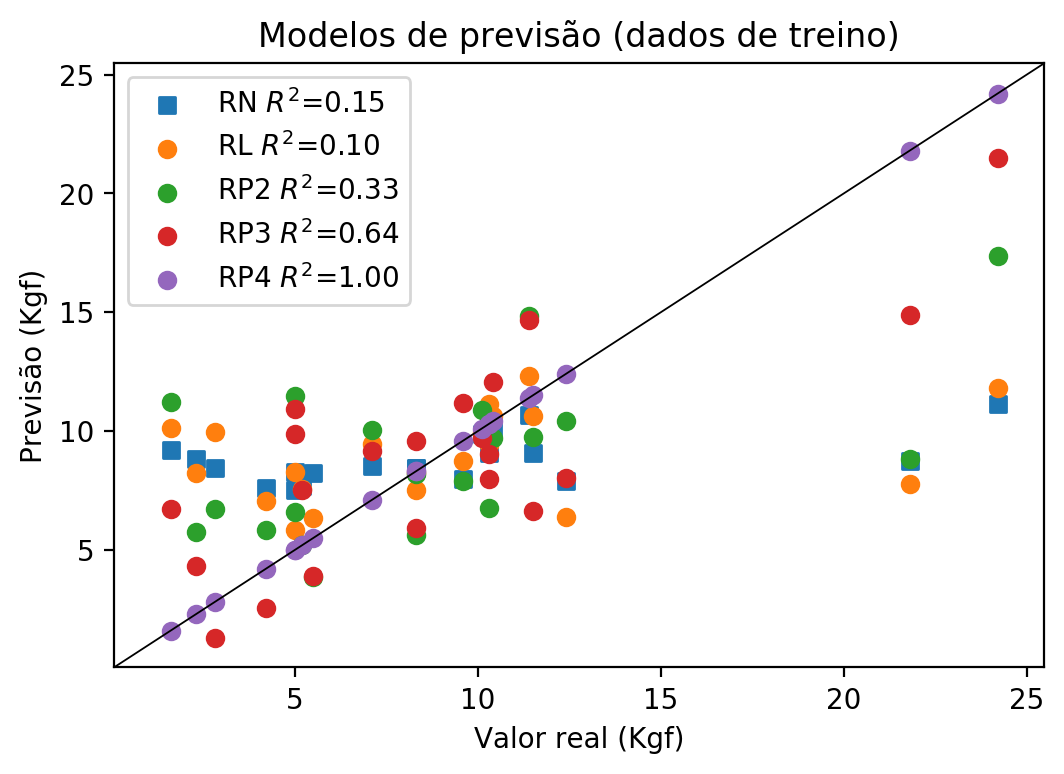 Modelos de previsão (dados de treino)
RN R²=0.15
RL R²=0.10
RP2 R²=0.33
RP3 R²=0.64
RP4 R²=1.00
25
20
15
10
5
Previsão (Kgf)
5
10
15
20
25
Valor real (Kgf)